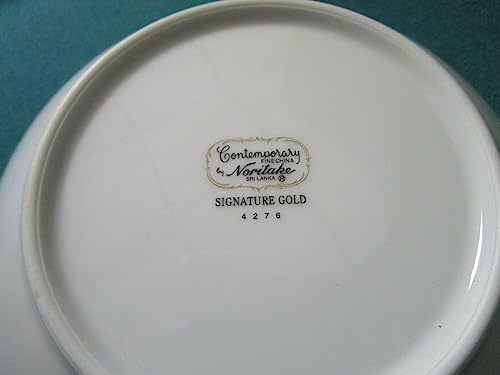 Contemporary
FINE CHINA
by Noritake
SRI LANKA ®
SIGNATURE GOLD
4276